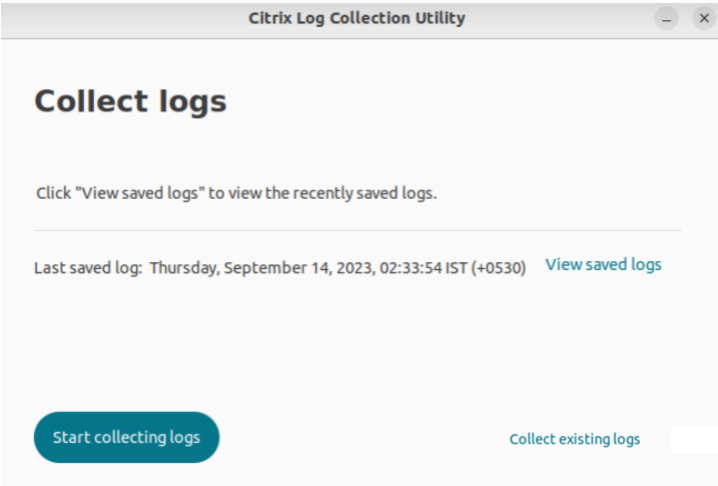 Citrix Log Collection Utility
Collect logs
Click "View saved logs" to view the recently saved logs.
Last saved log: Thursday, September 14, 2023, 02:33:54 IST (+0530) View saved logs
Start collecting logs Collect existing logs